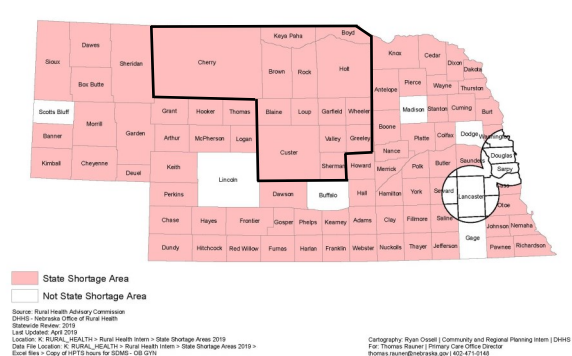 Keya Paha Boyd
Dawes Cherry Knox Cedar
Sioux Sheridan Dixon
Dakota
Brown Rock Holt
Box Butte Antelope Pierce Wayne Thurston
Scotts Bluff Grant Hooker Thomas Blaine Loup Garfield Wheeler Madison Stanton Cuming Burt
Morrill Boone
Banner Garden Arthur McPherson Logan Valley Greeley Platte Colfax Dodge Washington
Custer Nance
Kimball Cheyenne Deuel Keith Sherman Howard Merrick Polk Butler Saunders Douglas
Sarpy
Lincoln
Perkins Dawson Buffalo Hall Hamilton York Seward Lancaster Cass
Otoe
Chase Hayes Frontier Gosper Phelps Kearney Adams Clay Fillmore Saline
Gage Johnson Nemaha
Dundy Hitchcock Red Willow Furnas Harlan Franklin Webster Nuckolls Thayer Jefferson Pawnee Richardson
State Shortage Area
Not State Shortage Area
Source: Rural Health Advisory Commission
DHHS - Nebraska Office of Rural Health
Statewide Review: 2019
Last Updated: April 2019
Location: K: RURAL_HEALTH > Rural Health Intern > State Shortage Areas 2019
Data File Location: K: RURAL_HEALTH > Rural Health Intern > State Shortage Areas 2019 >
Excel files > Copy of HPTS hours for SDMS - OB GYN
Cartography: Ryan Ossell | Community and Regional Planning Intern | DHHS
For: Thomas Rauner | Primary Care Office Director
thomas.rauner@nebraska.gov | 402-471-0148